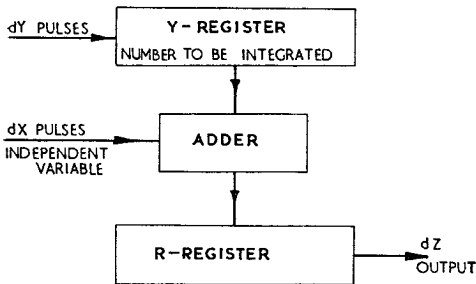 dY PULSES
Y-REGISTER
NUMBER TO BE INTEGRATED
dX PULSES
INDEPENDENT
VARIABLE
ADDER
R-REGISTER
dZ
OUTPUT